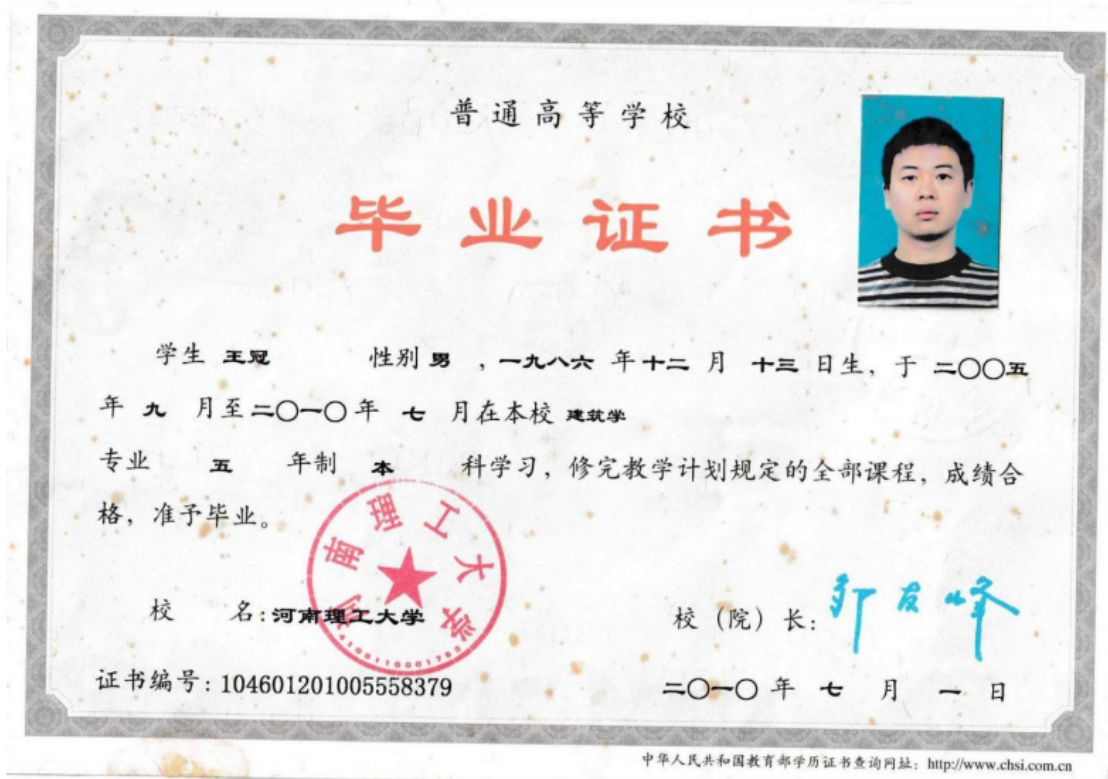 普通高等学校
毕业证书
学生 王冠 性别 男 ,一九八六 年 十二 月 十三 日生, 于 二〇〇五
年 九 月至 二〇一〇 年 七 月在本校 建筑学
专业 五 年制 本 科学习, 修完教学计划规定的全部课程, 成绩合
格, 准予毕业。
河南理工大学
校 名: 河南理工大学
校 (院) 长: 邹友峰
证书编号: 104601201005558379
二〇一〇 年 七 月 一 日
中华人民共和国教育部学历证书查询网址: http://www.chsi.com.cn